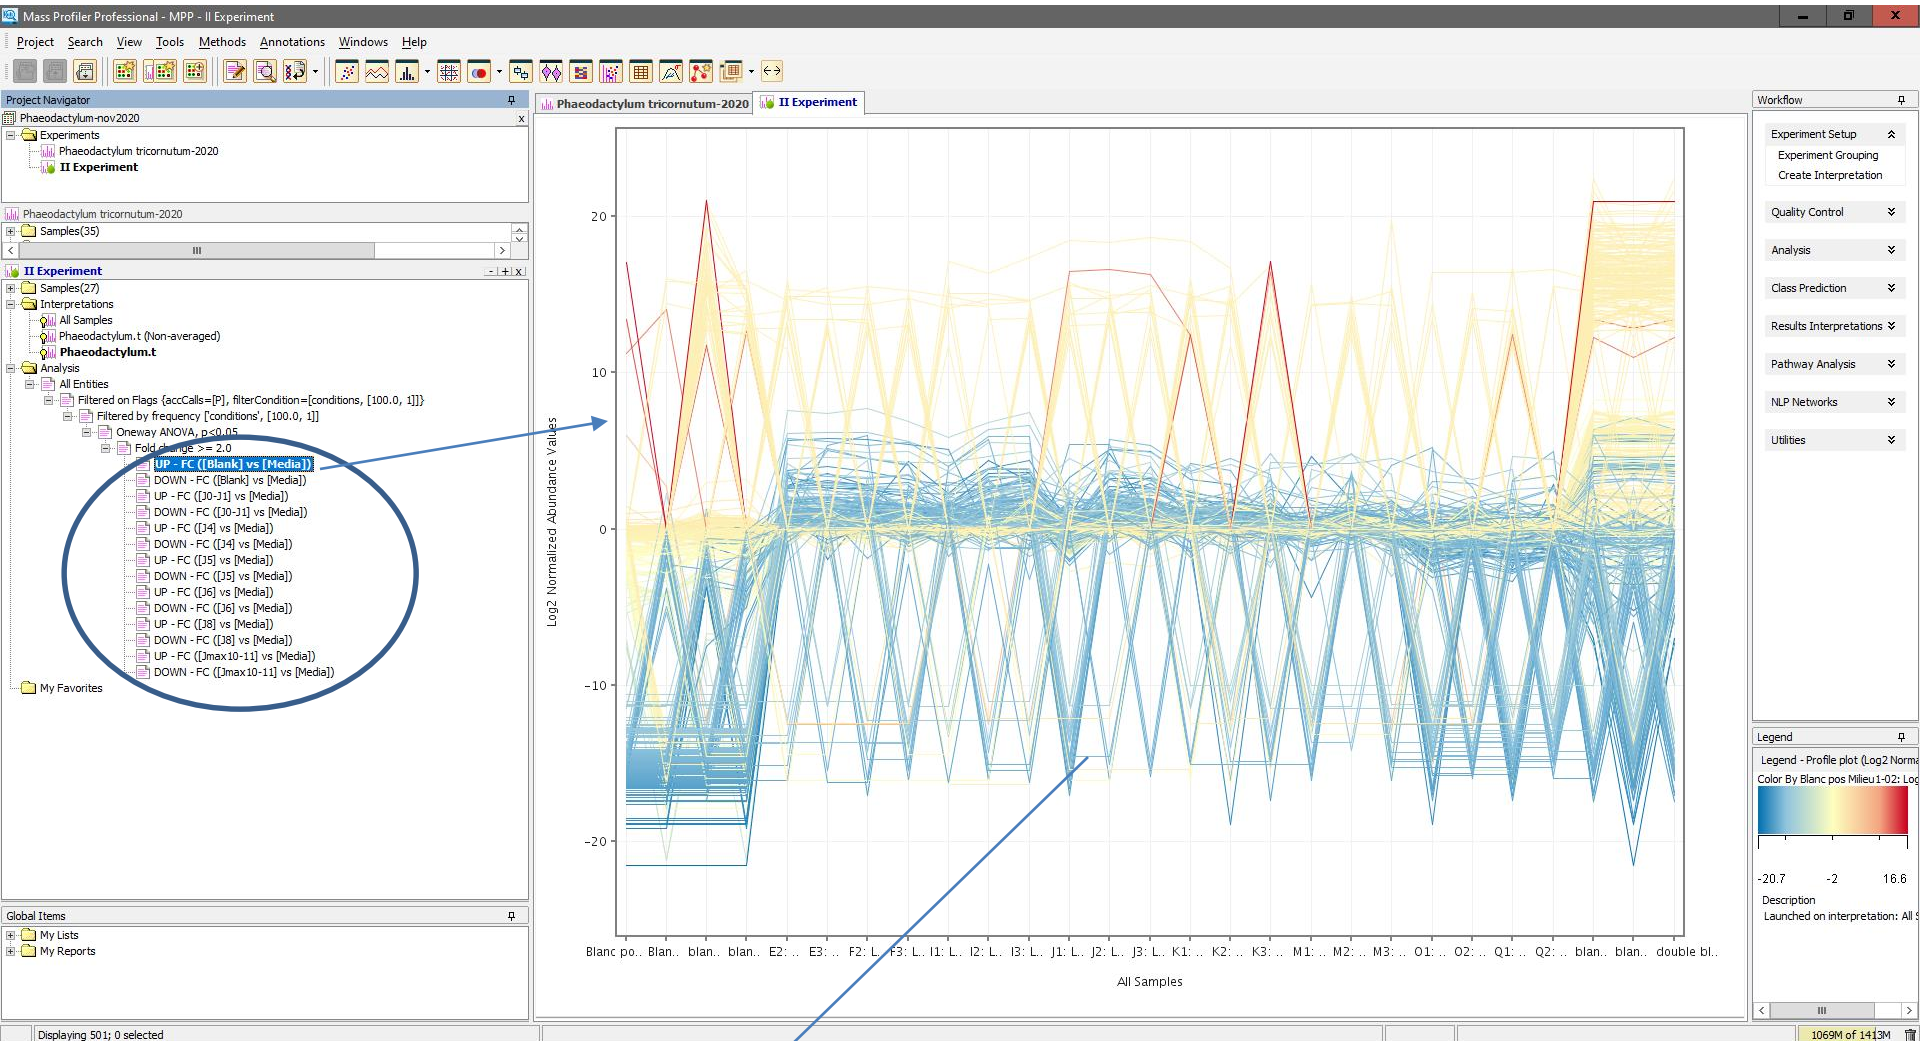 Mass Profiler Professional - MPP - II Experiment
Project Search View Tools Methods Annotations Windows Help
Project Navigator
Phaeodactylum-nov2020
Experiments
Phaeodactylum tricornutum-2020
II Experiment
Phaeodactylum tricornutum-2020
Samples(35)
II Experiment
Samples(27)
Interpretations
All Samples
Phaeodactylum.t (Non-averaged)
Phaeodactylum.t
Analysis
All Entities
Filtered on Flags {accCalls=[P], filterCondition=[conditions, [100.0, 1]]}
Filtered by frequency ['conditions', [100.0, 1]]
Oneway ANOVA, p<0.05
Fold change >= 2.0
UP - FC ([Blank] vs [Media])
DOWN - FC ([Blank] vs [Media])
UP - FC ([J0-J1] vs [Media])
DOWN - FC ([J0-J1] vs [Media])
UP - FC ([J4] vs [Media])
DOWN - FC ([J4] vs [Media])
UP - FC ([J5] vs [Media])
DOWN - FC ([J5] vs [Media])
UP - FC ([J6] vs [Media])
DOWN - FC ([J6] vs [Media])
UP - FC ([J8] vs [Media])
DOWN - FC ([J8] vs [Media])
UP - FC ([Jmax10-11] vs [Media])
DOWN - FC ([Jmax10-11] vs [Media])
My Favorites
Global Items
My Lists
My Reports
Displaying 501; 0 selected
Phaeodactylum tricornutum-2020 II Experiment
20
10
0
-10
-20
Log2 Normalized Abundance Values
Blanc po.. Blan.. blan.. blan.. E2: .. E3: .. F2: L.. F3: L.. I1: L.. I2: L.. I3: L.. J1: L.. J2: L.. J3: L.. K1: .. K2: .. K3: .. M1: .. M2: .. M3: .. O1: .. O2: .. Q1: .. Q2: .. blan.. blan.. double bl..
All Samples
Workflow
Experiment Setup
Experiment Grouping
Create Interpretation
Quality Control
Analysis
Class Prediction
Results Interpretations
Pathway Analysis
NLP Networks
Utilities
Legend
Legend - Profile plot (Log2 Norma
Color By Blanc pos Milieu1-02: Log
-20.7 -2 16.6
Description
Launched on interpretation: All S
1069M of 1413M